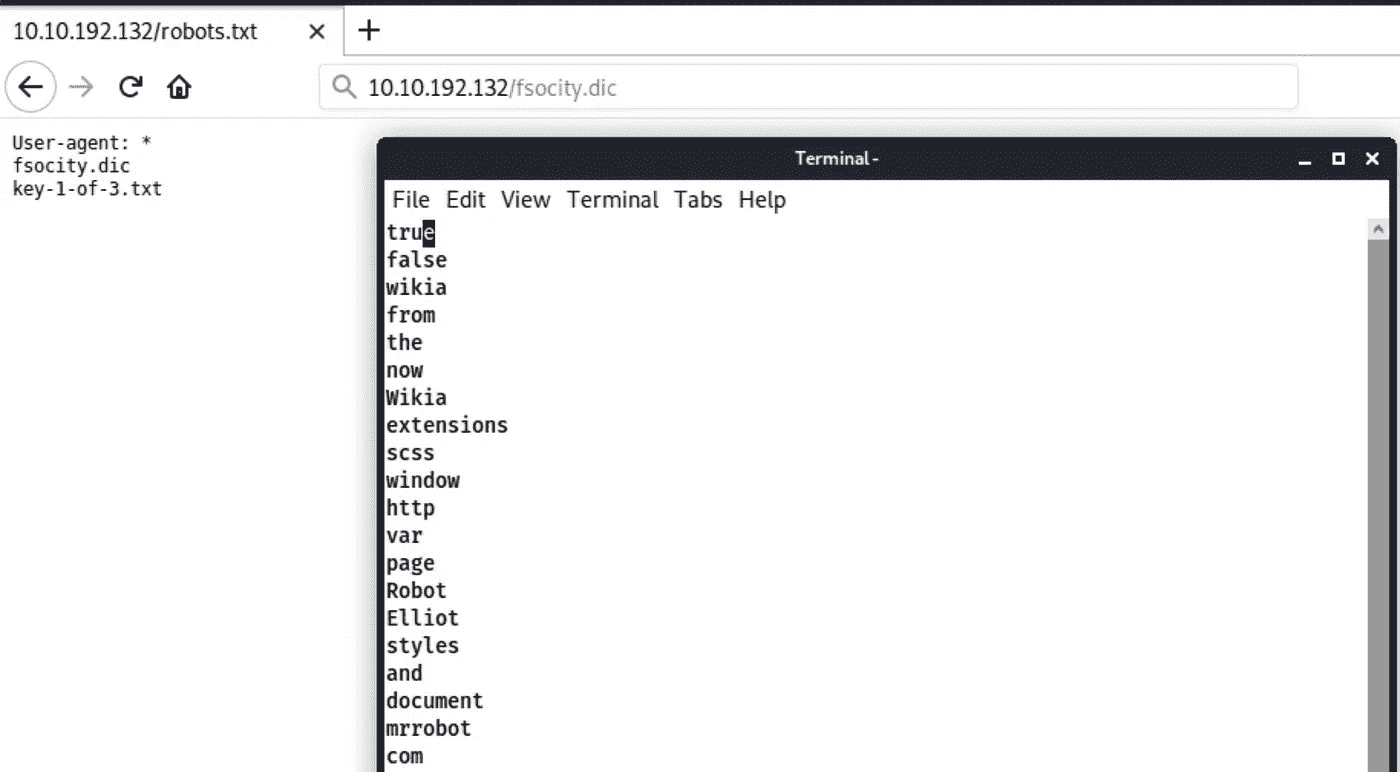 10.10.192.132/robots.txt
10.10.192.132/fsocity.dic
User-agent: *
fsocity.dic
key-1-of-3.txt
Terminal -
File Edit View Terminal Tabs Help
true
false
wikia
from
the
now
Wikia
extensions
scss
window
http
var
page
Robot
Elliot
styles
and
document
mrrobot
com